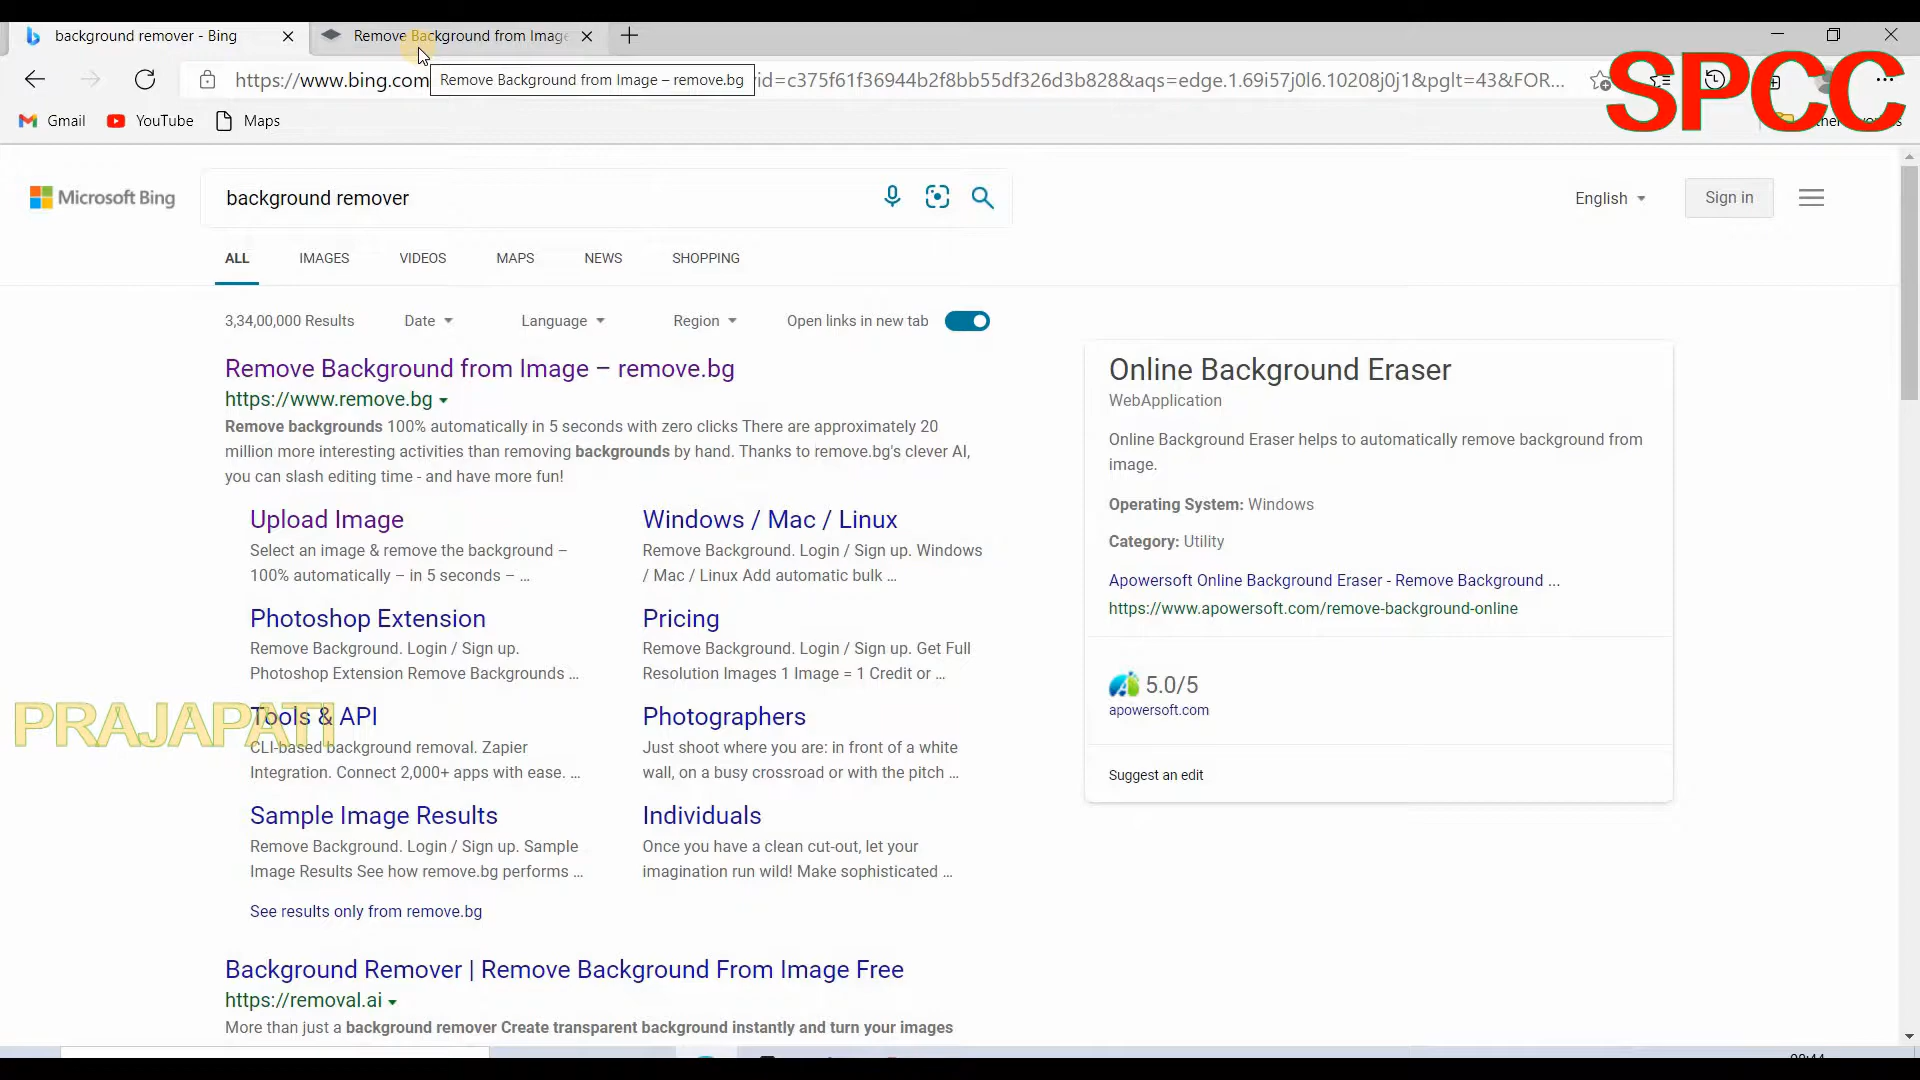 background remover - Bing
Remove Background from Image
https://www.bing.com
Remove Background from Image – remove.bg
id=c375f61f36944b2f8bb55df326d3b828&aqs=edge.1.69i57j0l6.10208j0j1&pglt=43&FOR...
SPCC
Gmail
YouTube
Maps
Microsoft Bing
background remover
English
Sign in
ALL
IMAGES
VIDEOS
MAPS
NEWS
SHOPPING
3,34,00,000 Results
Date
Language
Region
Open links in new tab
Remove Background from Image – remove.bg
https://www.remove.bg
Remove backgrounds 100% automatically in 5 seconds with zero clicks There are approximately 20
million more interesting activities than removing backgrounds by hand. Thanks to remove.bg's clever AI,
you can slash editing time - and have more fun!
Upload Image
Select an image & remove the background –
100% automatically – in 5 seconds – ...
Windows / Mac / Linux
Remove Background. Login / Sign up. Windows
/ Mac / Linux Add automatic bulk ...
Photoshop Extension
Remove Background. Login / Sign up.
Photoshop Extension Remove Backgrounds ...
Pricing
Remove Background. Login / Sign up. Get Full
Resolution Images 1 Image = 1 Credit or ...
PRAJAPATI
Tools & API
CLI-based background removal. Zapier
Integration. Connect 2,000+ apps with ease. ...
Photographers
Just shoot where you are: in front of a white
wall, on a busy crossroad or with the pitch ...
Sample Image Results
Remove Background. Login / Sign up. Sample
Image Results See how remove.bg performs ...
Individuals
Once you have a clean cut-out, let your
imagination run wild! Make sophisticated ...
See results only from remove.bg
Background Remover | Remove Background From Image Free
https://removal.ai
More than just a background remover Create transparent background instantly and turn your images
Online Background Eraser
WebApplication
Online Background Eraser helps to automatically remove background from
image.
Operating System: Windows
Category: Utility
Apowersoft Online Background Eraser - Remove Background ...
https://www.apowersoft.com/remove-background-online
5.0/5
apowersoft.com
Suggest an edit